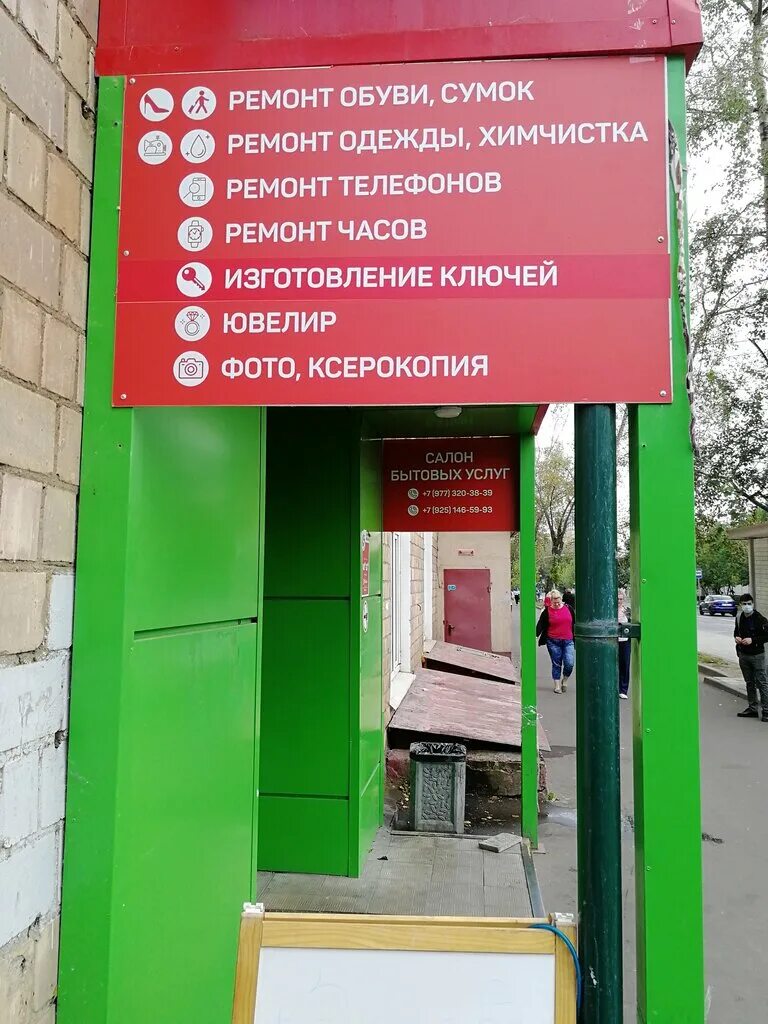 РЕМОНТ ОБУВИ, СУМОК
РЕМОНТ ОДЕЖДЫ, ХИМЧИСТКА
РЕМОНТ ТЕЛЕФОНОВ
РЕМОНТ ЧАСОВ
ИЗГОТОВЛЕНИЕ КЛЮЧЕЙ
ЮВЕЛИР
ФОТО, КСЕРОКОПИЯ
САЛОН
БЫТОВЫХ УСЛУГ
+7 (977) 320-38-39
+7 (925) 146-59-93